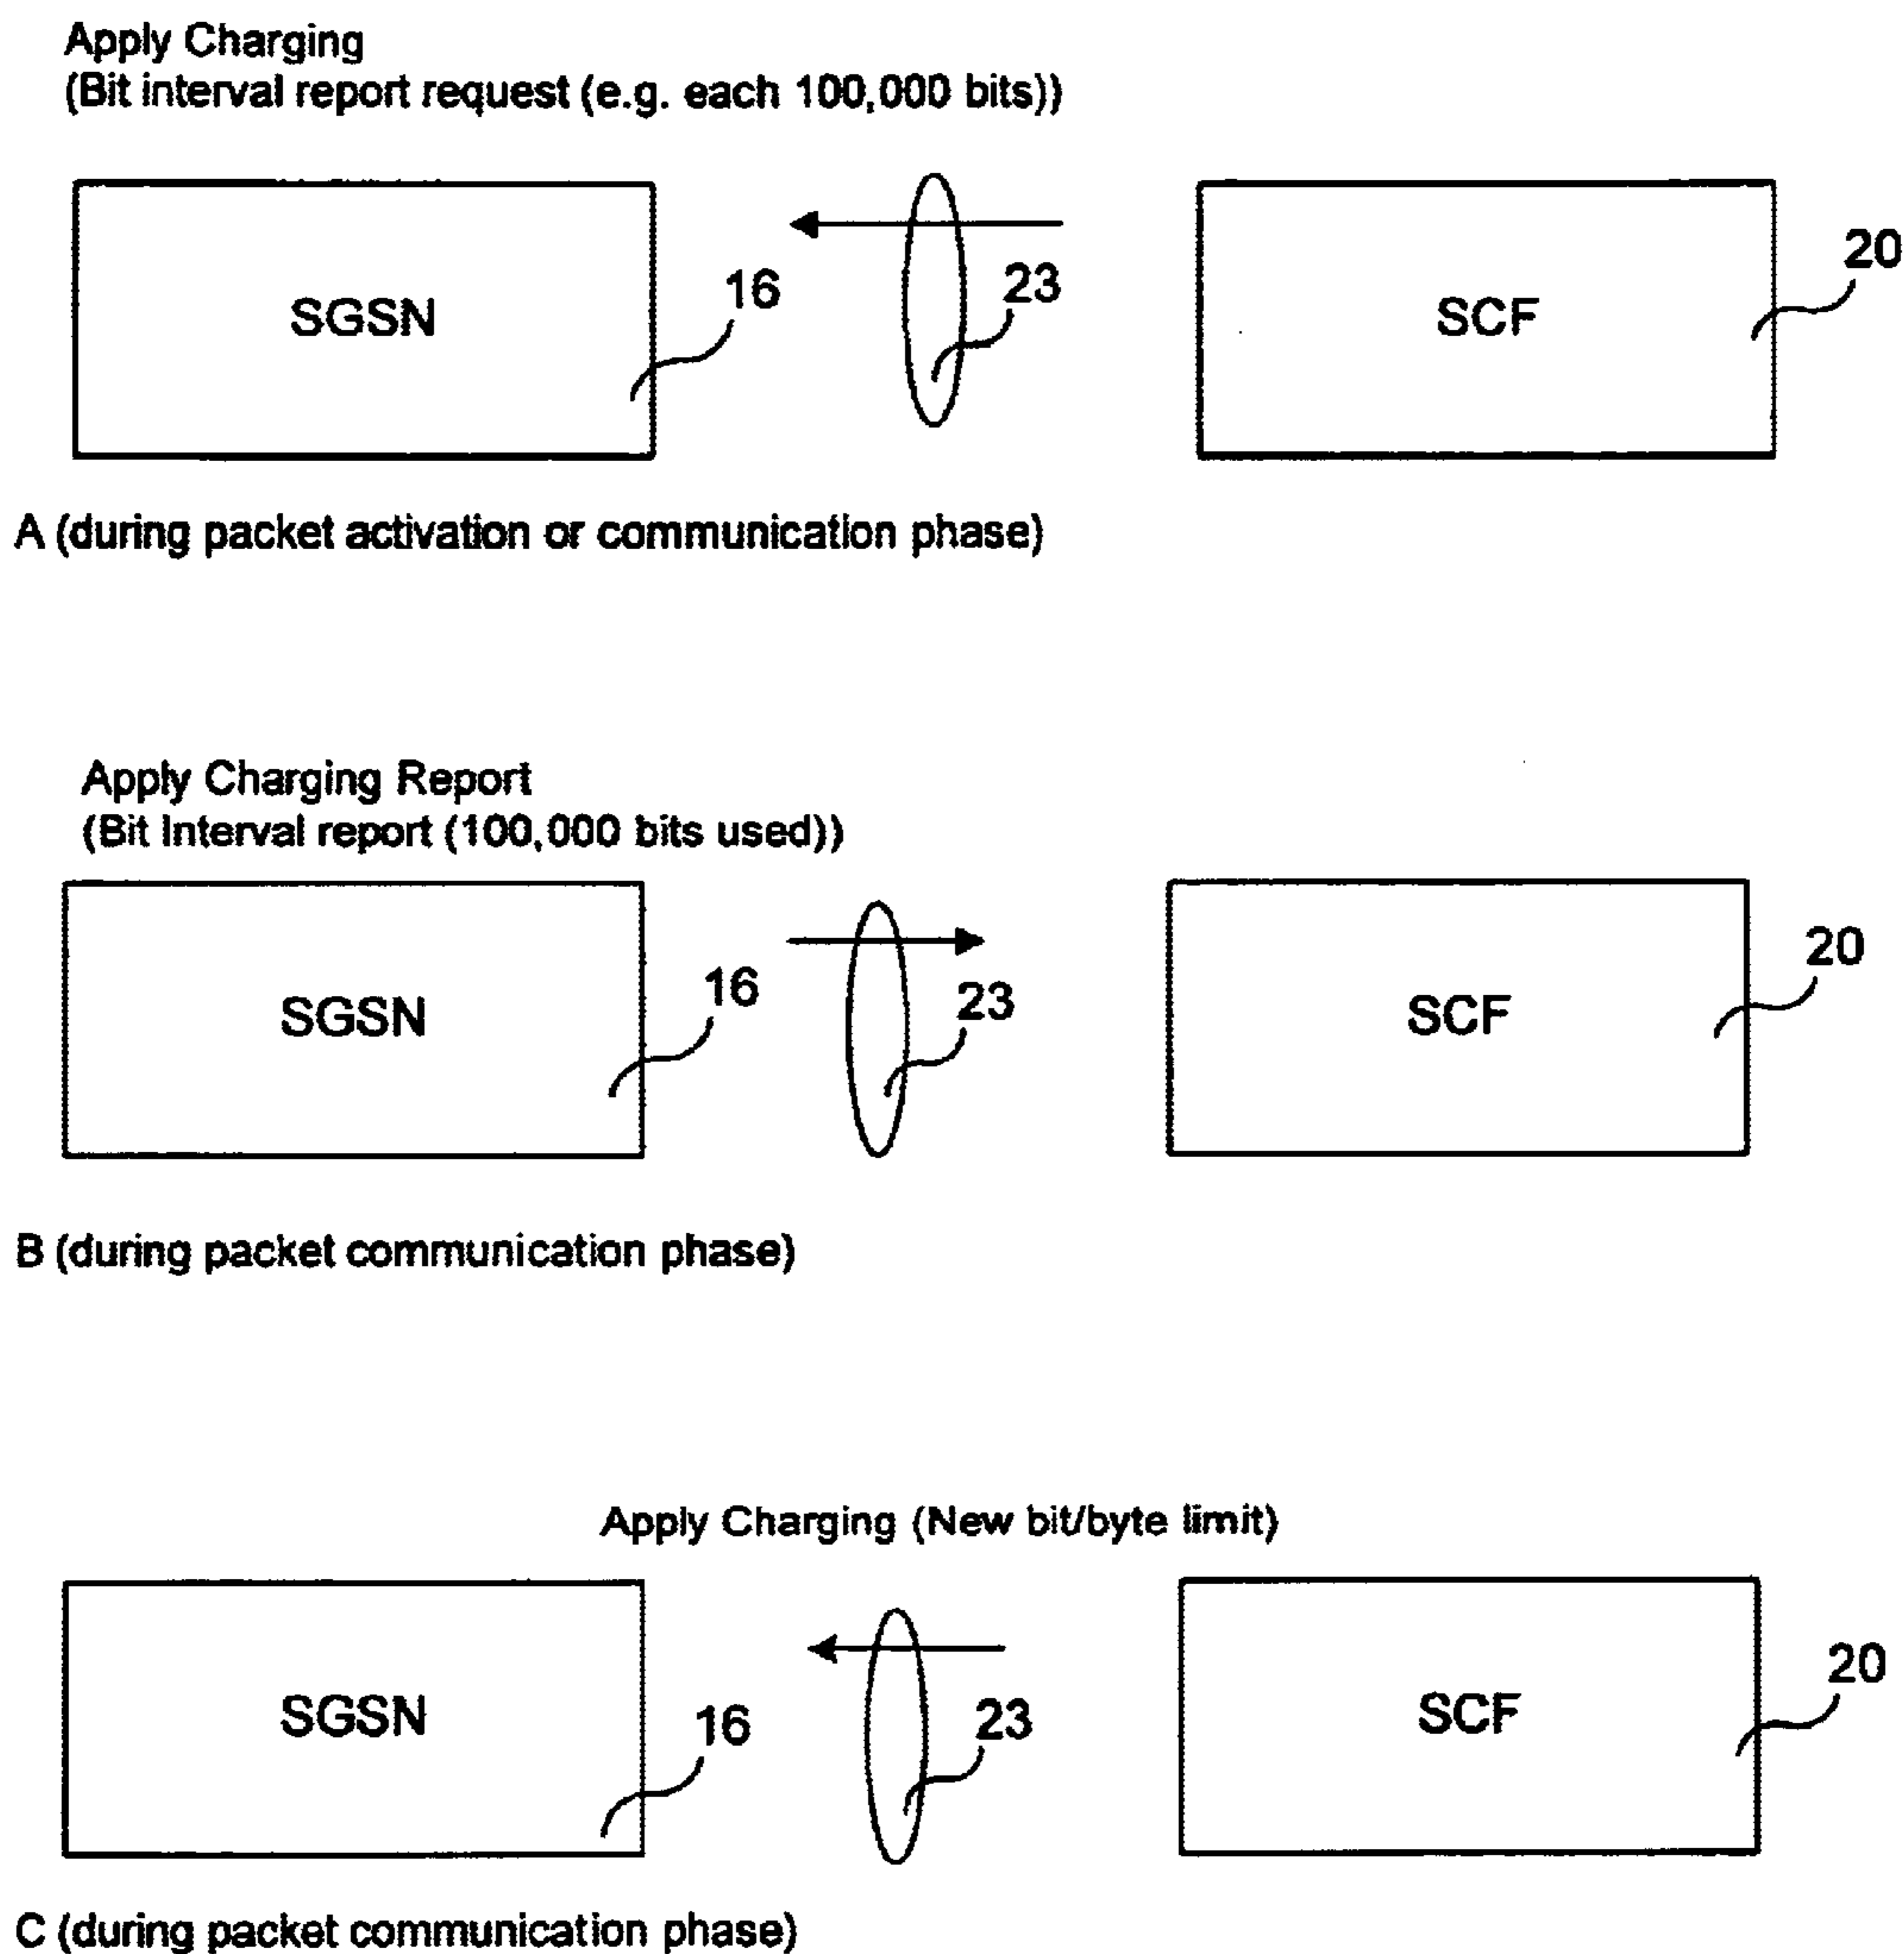 Apply Charging
(Bit interval report request (e.g. each 100,000 bits))
SGSN
16
23
SCF
20
A (during packet activation or communication phase)
Apply Charging Report
(Bit Interval report (100,000 bits used))
SGSN
16
23
SCF
20
B (during packet communication phase)
Apply Charging (New bit/byte limit)
SGSN
16
23
SCF
20
C (during packet communication phase)